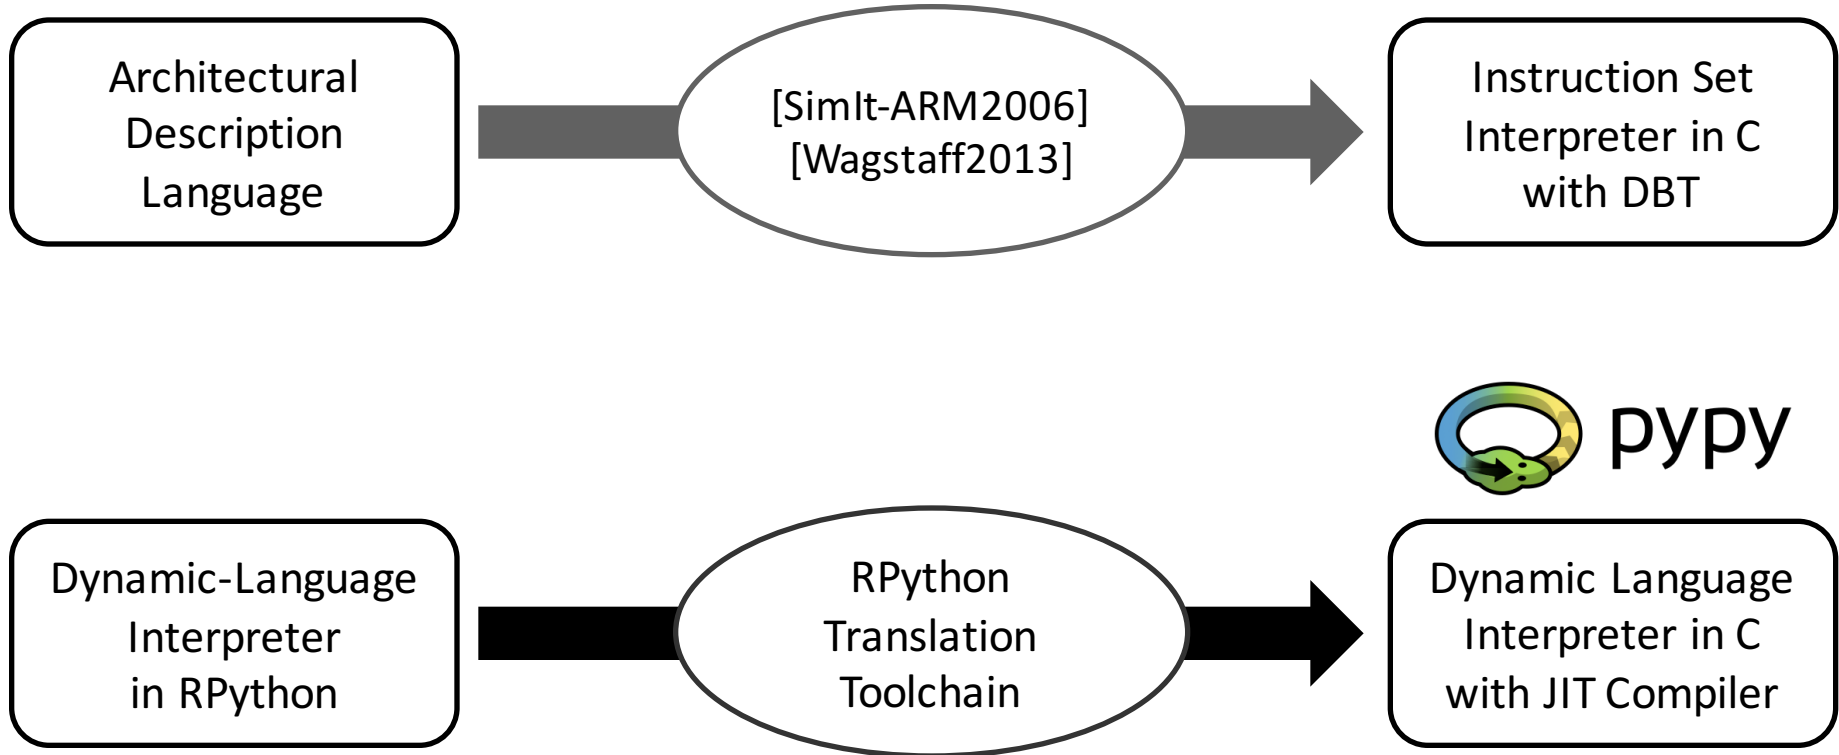 Architectural
Description
Language
[SimIt-ARM2006]
[Wagstaff2013]
Instruction Set
Interpreter in C
with DBT
pypy
Dynamic-Language
Interpreter
in RPython
RPython
Translation
Toolchain
Dynamic Language
Interpreter in C
with JIT Compiler